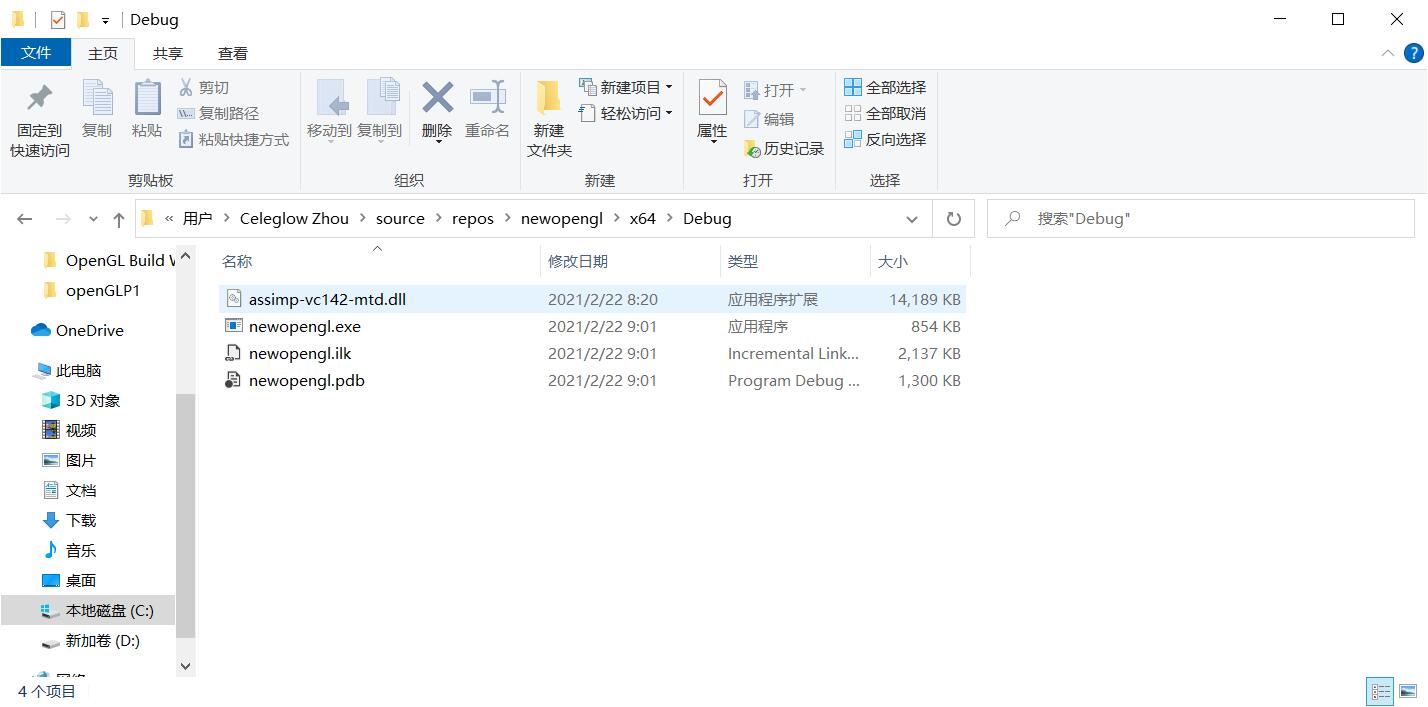 Debug
文件 主页 共享 查看
固定到
快速访问
复制
粘贴
剪切
复制路径
粘贴快捷方式
剪贴板
移动到
复制到
删除
重命名
组织
新建
文件夹
新建项目
轻松访问
新建
属性
打开
编辑
历史记录
打开
全部选择
全部取消
反向选择
选择
« 用户 > Celeglow Zhou > source > repos > newopengl > x64 > Debug
搜索"Debug"
OpenGL Build
openGLP1
OneDrive
此电脑
3D 对象
视频
图片
文档
下载
音乐
桌面
本地磁盘 (C:)
新加卷 (D:)
名称 修改日期 类型 大小
assimp-vc142-mtd.dll 2021/2/22 8:20 应用程序扩展 14,189 KB
newopengl.exe 2021/2/22 9:01 应用程序 854 KB
newopengl.ilk 2021/2/22 9:01 Incremental Link... 2,137 KB
newopengl.pdb 2021/2/22 9:01 Program Debug ... 1,300 KB
4 个项目